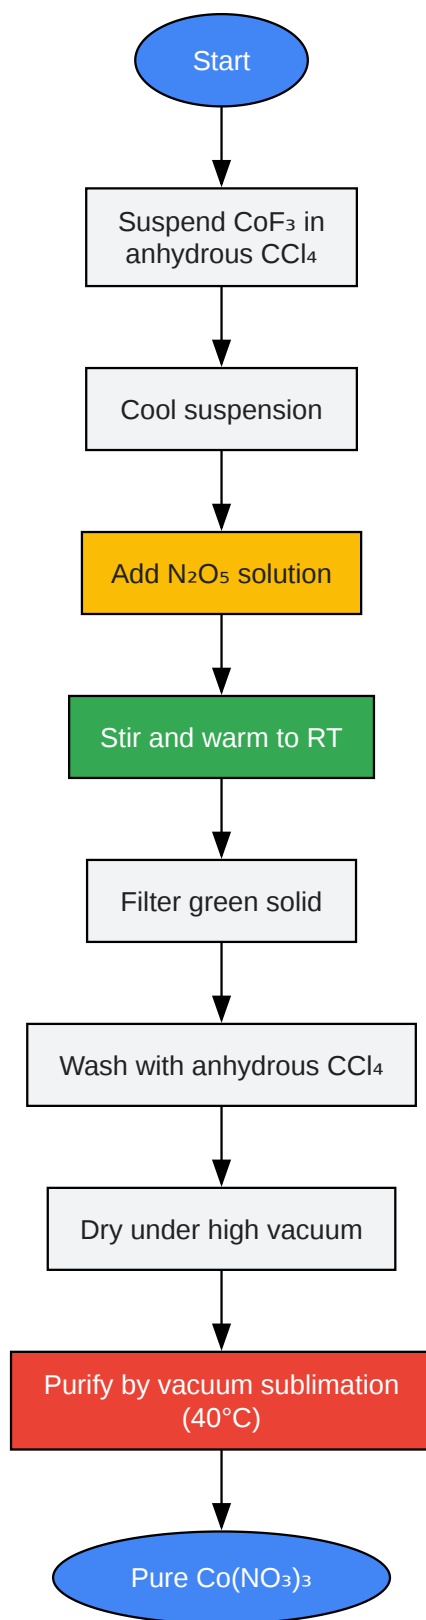 Start
Suspend CoF₃ in
anhydrous CCl₄
Cool suspension
Add N₂O₅ solution
Stir and warm to RT
Filter green solid
Wash with anhydrous CCl₄
Dry under high vacuum
Purify by vacuum sublimation
(40°C)
Pure Co(NO₃)₃